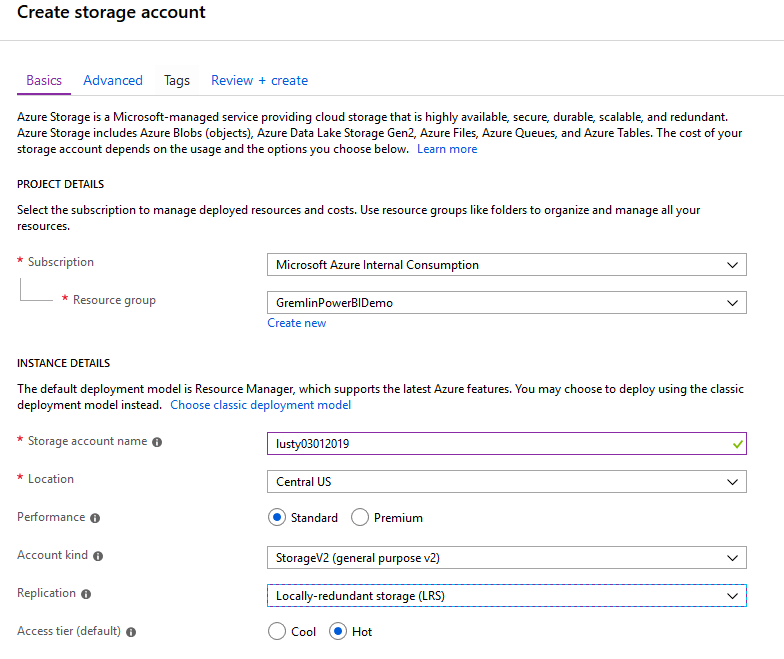 Create storage account
Basics Advanced Tags Review + create
Azure Storage is a Microsoft-managed service providing cloud storage that is highly available, secure, durable, scalable, and redundant.
Azure Storage includes Azure Blobs (objects), Azure Data Lake Storage Gen2, Azure Files, Azure Queues, and Azure Tables. The cost of your
storage account depends on the usage and the options you choose below. Learn more
PROJECT DETAILS
Select the subscription to manage deployed resources and costs. Use resource groups like folders to organize and manage all your
resources.
* Subscription
Microsoft Azure Internal Consumption
* Resource group
GremlinPowerBIDemo
Create new
INSTANCE DETAILS
The default deployment model is Resource Manager, which supports the latest Azure features. You may choose to deploy using the classic
deployment model instead. Choose classic deployment model
* Storage account name
lusty03012019
* Location
Central US
Performance
Standard Premium
Account kind
StorageV2 (general purpose v2)
Replication
Locally-redundant storage (LRS)
Access tier (default)
Cool Hot